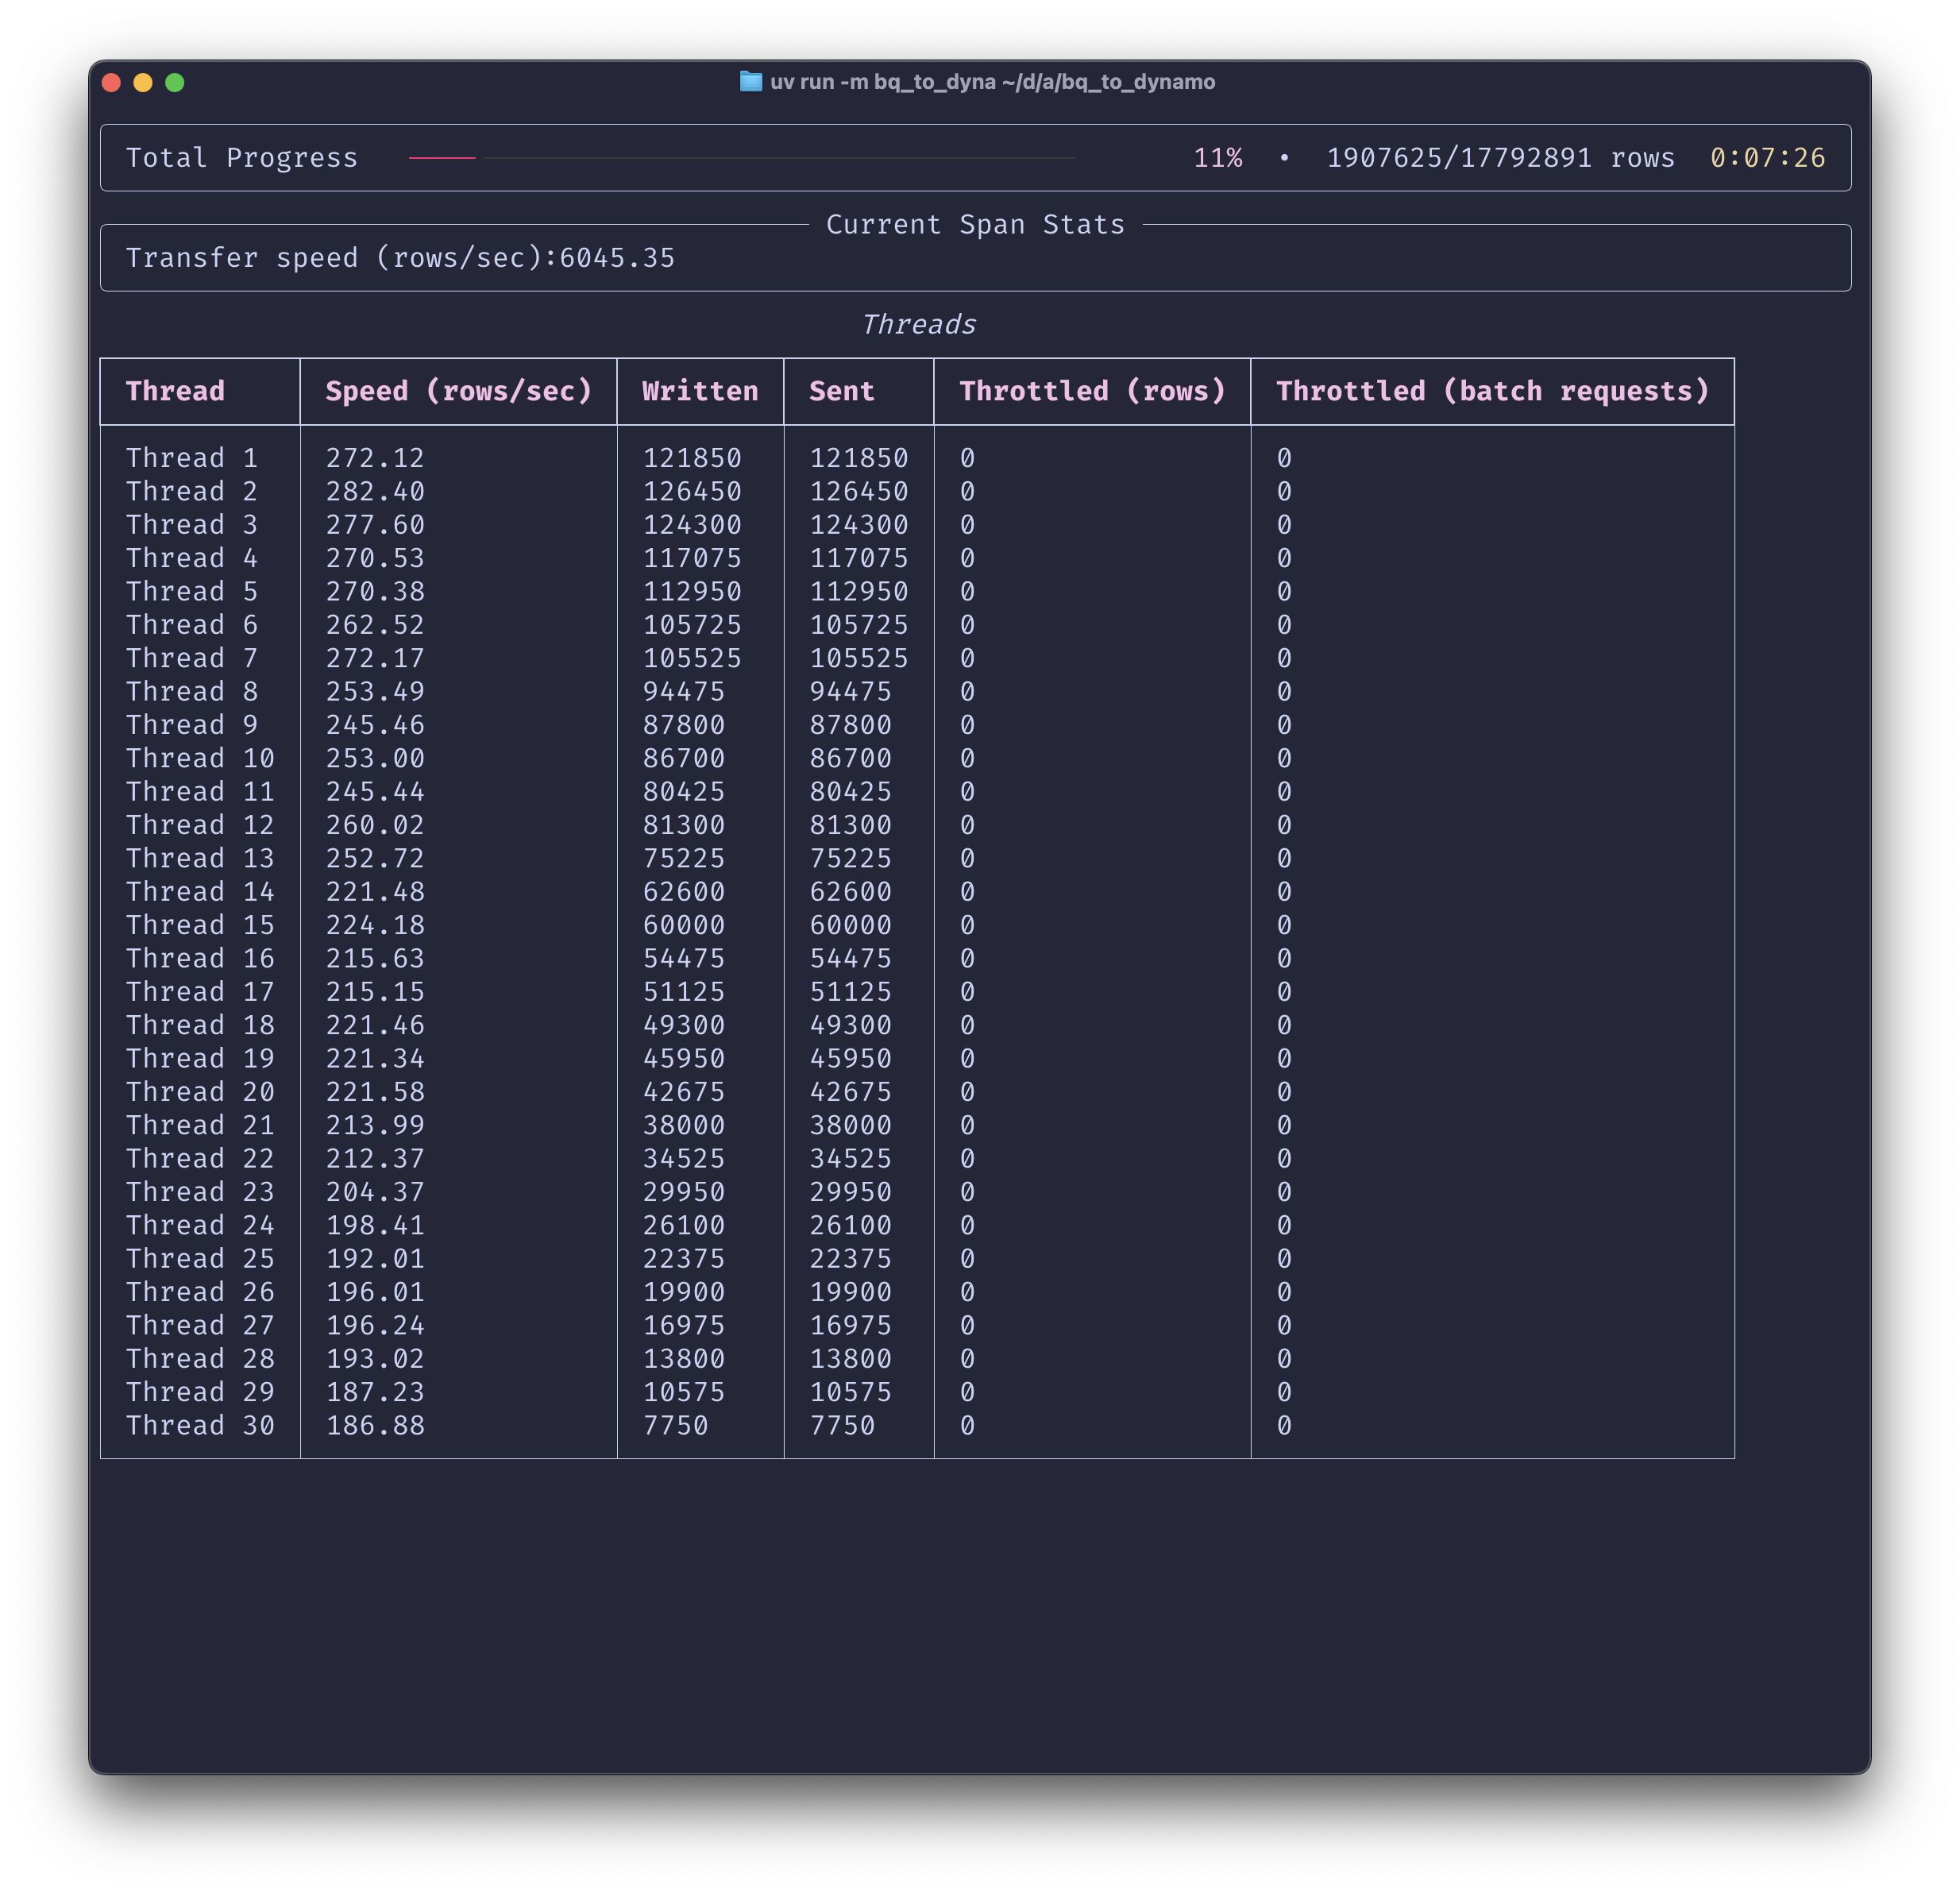 uv run -m bq_to_dyna ~/d/a/bq_to_dynamo
Total Progress 11% • 1907625/17792891 rows 0:07:26
Current Span Stats
Transfer speed (rows/sec):6045.35
Threads
Thread Speed (rows/sec) Written Sent Throttled (rows) Throttled (batch requests)
Thread 1 272.12 121850 121850 0 0
Thread 2 282.40 126450 126450 0 0
Thread 3 277.60 124300 124300 0 0
Thread 4 270.53 117075 117075 0 0
Thread 5 270.38 112950 112950 0 0
Thread 6 262.52 105725 105725 0 0
Thread 7 272.17 105525 105525 0 0
Thread 8 253.49 94475 94475 0 0
Thread 9 245.46 87800 87800 0 0
Thread 10 253.00 86700 86700 0 0
Thread 11 245.44 80425 80425 0 0
Thread 12 260.02 81300 81300 0 0
Thread 13 252.72 75225 75225 0 0
Thread 14 221.48 62600 62600 0 0
Thread 15 224.18 60000 60000 0 0
Thread 16 215.63 54475 54475 0 0
Thread 17 215.15 51125 51125 0 0
Thread 18 221.46 49300 49300 0 0
Thread 19 221.34 45950 45950 0 0
Thread 20 221.58 42675 42675 0 0
Thread 21 213.99 38000 38000 0 0
Thread 22 212.37 34525 34525 0 0
Thread 23 204.37 29950 29950 0 0
Thread 24 198.41 26100 26100 0 0
Thread 25 192.01 22375 22375 0 0
Thread 26 196.01 19900 19900 0 0
Thread 27 196.24 16975 16975 0 0
Thread 28 193.02 13800 13800 0 0
Thread 29 187.23 10575 10575 0 0
Thread 30 186.88 7750 7750 0 0